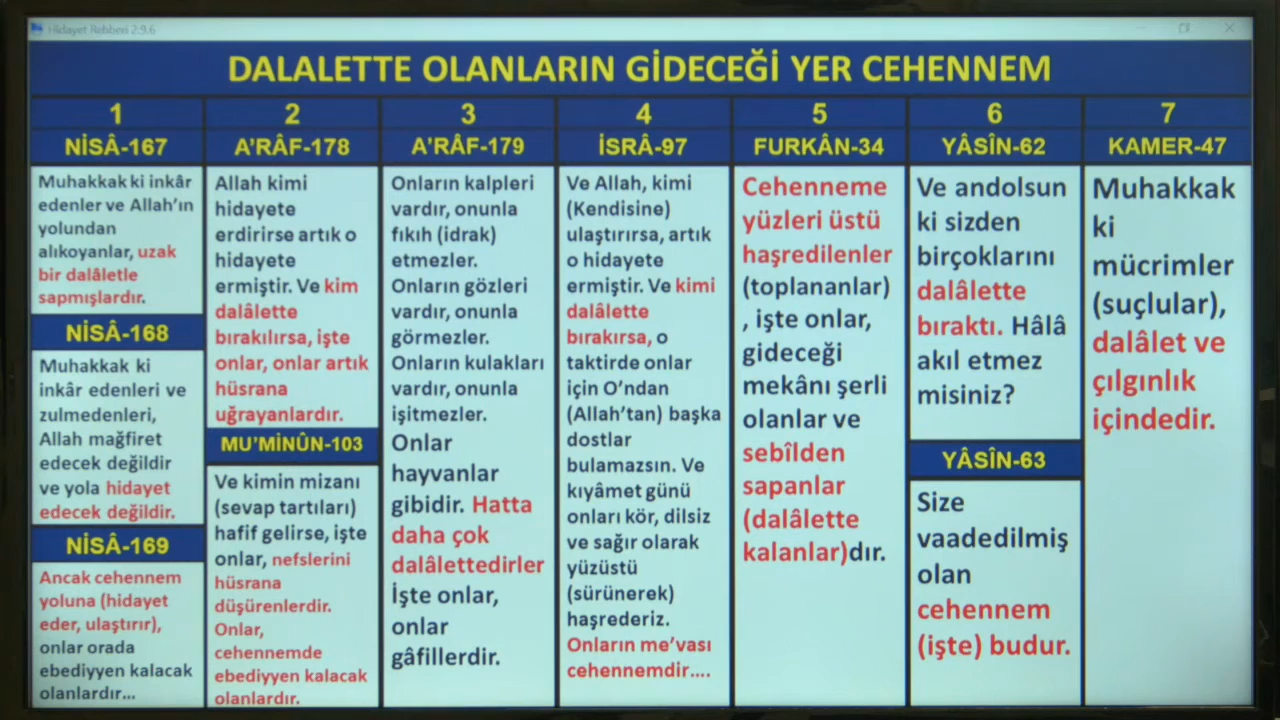 Hidayet Rehberi 2.9.6
DALALETTE OLANLARIN GİDECEĞİ YER CEHENNEM
1
NİSÂ-167
Muhakkak ki inkâr
edenler ve Allah'ın
yolundan
alıkoyanlar, uzak
bir dalâletle
sapmışlardır.
NİSÂ-168
Muhakkak ki
inkâr edenleri ve
zulmedenleri,
Allah mağfiret
edecek değildir
ve yola hidayet
edecek değildir.
NİSÂ-169
Ancak cehennem
yoluna (hidayet
eder, ulaştırır),
onlar orada
ebediyyen kalacak
olanlardır...
2
A'RÂF-178
Allah kimi
hidayete
erdirirse artık o
hidayete
ermiştir. Ve kim
dalâlette
bırakılırsa, işte
onlar, onlar artık
hüsrana
uğrayanlardır.
MU'MİNÛN-103
Ve kimin mizanı
(sevap tartıları)
hafif gelirse, işte
onlar, nefslerini
hüsrana
düşürenlerdir.
Onlar,
cehennemde
ebediyyen kalacak
olanlardır.
3
A'RÂF-179
Onların kalpleri
vardır, onunla
fıkıh (idrak)
etmezler.
Onların gözleri
vardır, onunla
görmezler.
Onların kulakları
vardır, onunla
işitmezler.
Onlar
hayvanlar
gibidir. Hatta
daha çok
dalâlettedirler
İşte onlar,
onlar
gâfillerdir.
4
İSRÂ-97
Ve Allah, kimi
(Kendisine)
ulaştırırsa, artık
o hidayete
ermiştir. Ve kimi
dalâlette
bırakırsa, o
taktirde onlar
için O'ndan
(Allah'tan) başka
dostlar
bulamazsın. Ve
kıyâmet günü
onları kör, dilsiz
ve sağır olarak
yüzüstü
(sürünerek)
haşrederiz.
Onların me'vası
cehennemdir....
5
FURKÂN-34
Cehenneme
yüzleri üstü
haşredilenler
(toplananlar)
, işte onlar,
gideceği
mekânı şerli
olanlar ve
sebîlden
sapanlar
(dalâlette
kalanlar)dır.
6
YÂSÎN-62
Ve andolsun
ki sizden
birçoklarını
dalâlette
bıraktı. Hâlâ
akıl etmez
misiniz?
YÂSÎN-63
Size
vaadedilmiş
olan
cehennem
(işte) budur.
7
KAMER-47
Muhakkak
ki
mücrimler
(suçlular),
dalâlet ve
çılgınlık
içindedir.